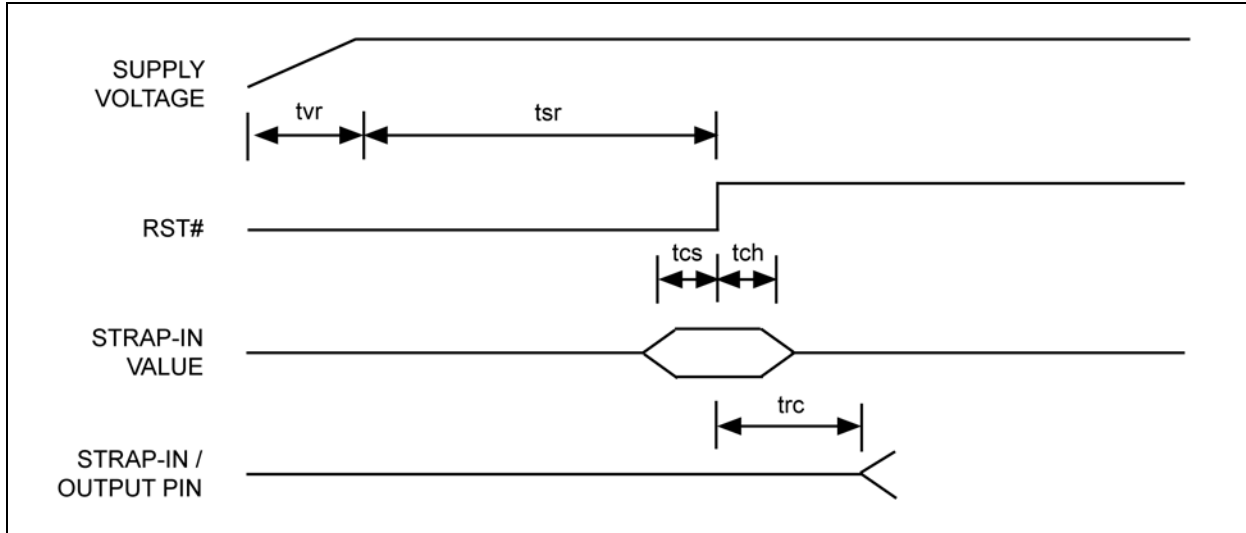 SUPPLY
VOLTAGE
tvr
tsr
RST#
tcs
tch
STRAP-IN
VALUE
trc
STRAP-IN /
OUTPUT PIN